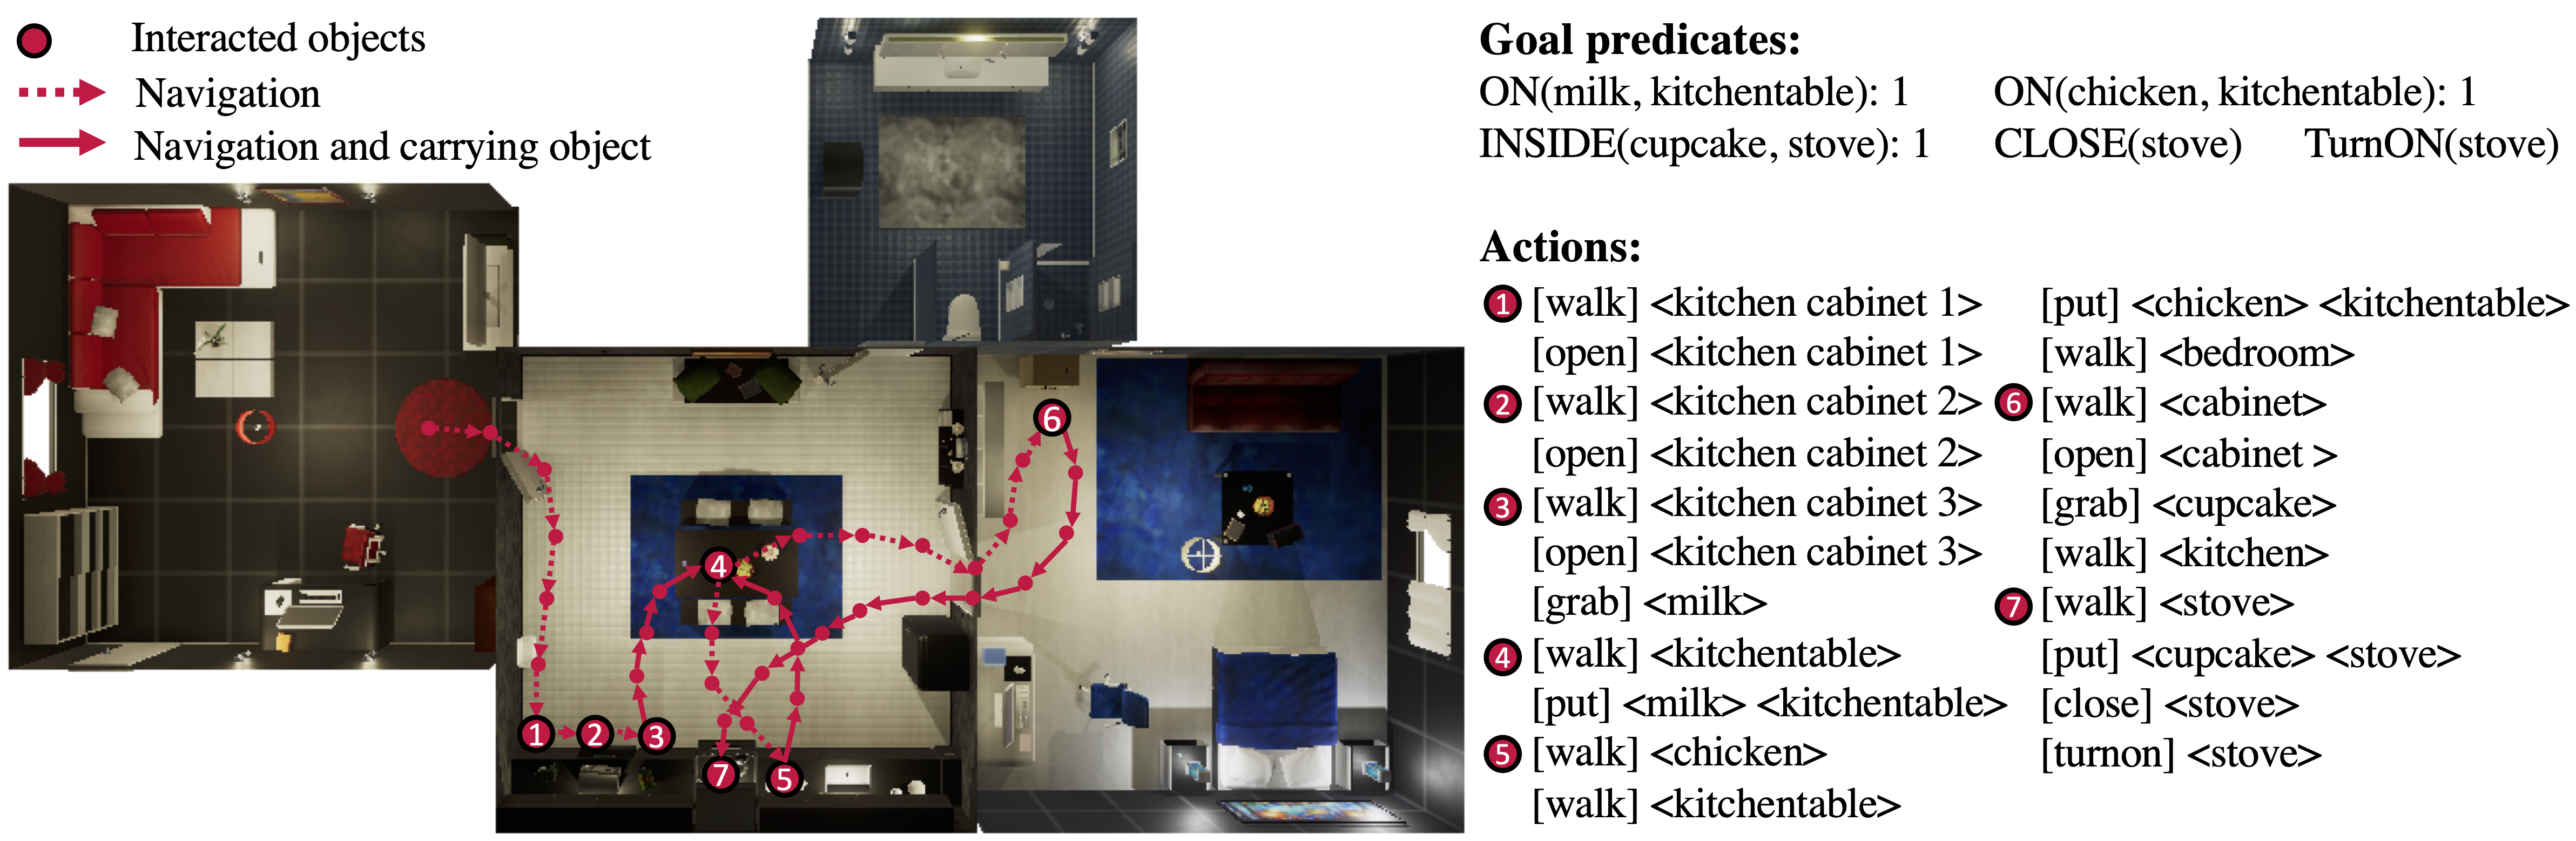 Interacted objects
Navigation
Navigation and carrying object
Goal predicates:
ON(milk, kitchentable): 1 ON(chicken, kitchentable): 1
INSIDE(cupcake, stove): 1 CLOSE(stove) TurnON(stove)
Actions:
1 [walk] <kitchen cabinet 1>
[open] <kitchen cabinet 1>
2 [walk] <kitchen cabinet 2>
[open] <kitchen cabinet 2>
3 [walk] <kitchen cabinet 3>
[open] <kitchen cabinet 3>
[grab] <milk>
4 [walk] <kitchentable>
[put] <milk> <kitchentable>
5 [walk] <chicken>
[walk] <kitchentable>
[put] <chicken> <kitchentable>
[walk] <bedroom>
6 [walk] <cabinet>
[open] <cabinet >
[grab] <cupcake>
[walk] <kitchen>
7 [walk] <stove>
[put] <cupcake> <stove>
[close] <stove>
[turnon] <stove>
6
4
1 2 3
7 5